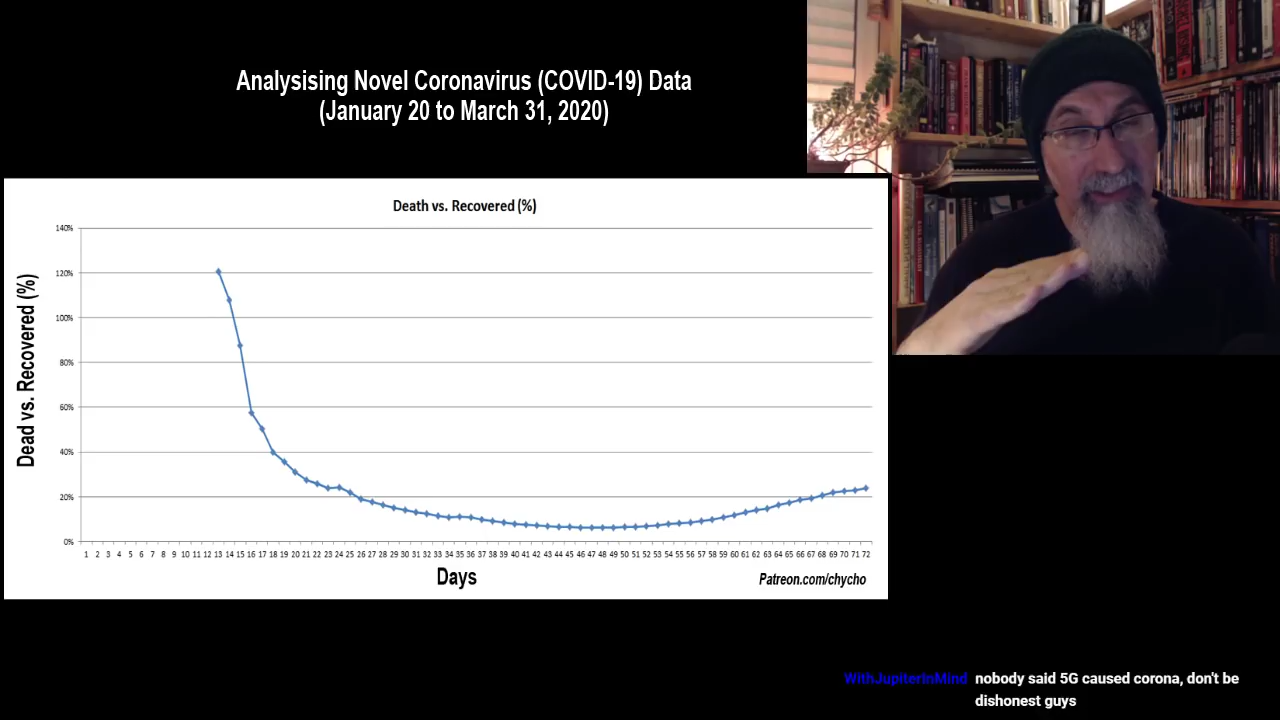 Analysising Novel Coronavirus (COVID-19) Data
(January 20 to March 31, 2020)
Death vs. Recovered (%)
Dead vs. Recovered (%)
140%
120%
100%
80%
60%
40%
20%
0%
1 2 3 4 5 6 7 8 9 10 11 12 13 14 15 16 17 18 19 20 21 22 23 24 25 26 27 28 29 30 31 32 33 34 35 36 37 38 39 40 41 42 43 44 45 46 47 48 49 50 51 52 53 54 55 56 57 58 59 60 61 62 63 64 65 66 67 68 69 70 71 72
Days
Patreon.com/chycho
WithJupiterInMind nobody said 5G caused corona, don't be
dishonest guys